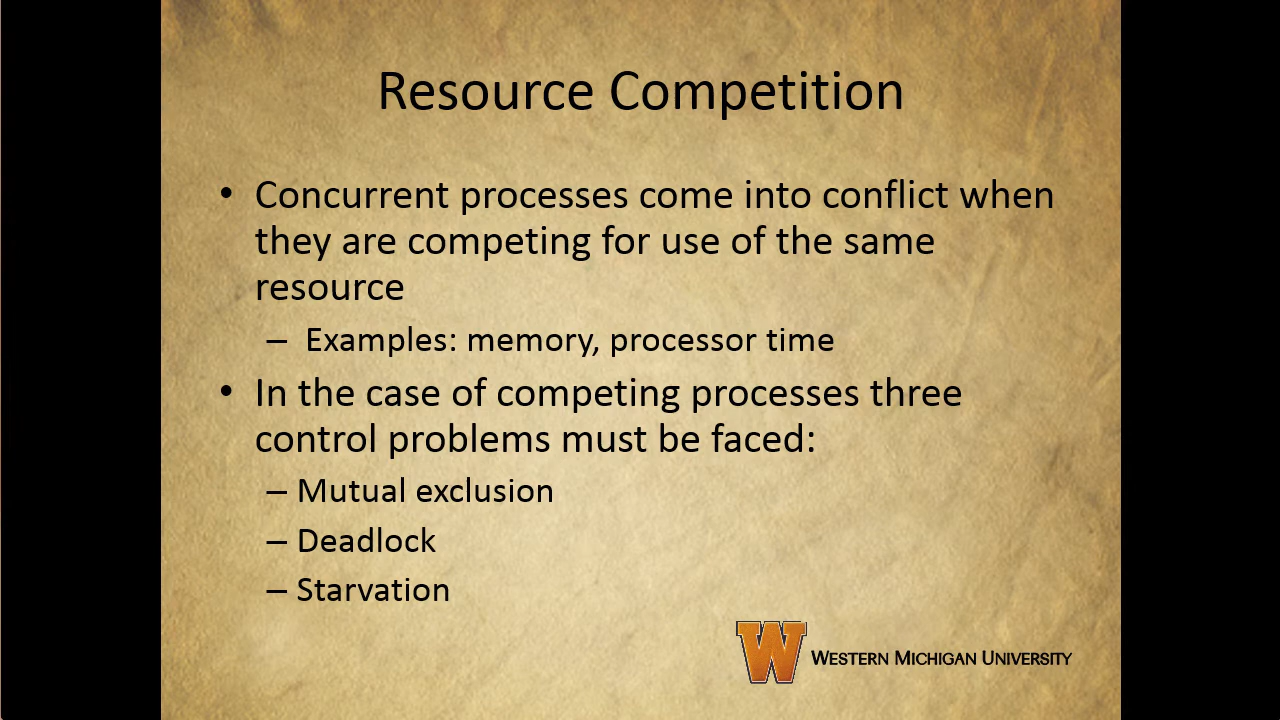 Resource Competition
• Concurrent processes come into conflict when
they are competing for use of the same
resource
– Examples: memory, processor time
• In the case of competing processes three
control problems must be faced:
– Mutual exclusion
– Deadlock
– Starvation
W WESTERN MICHIGAN UNIVERSITY